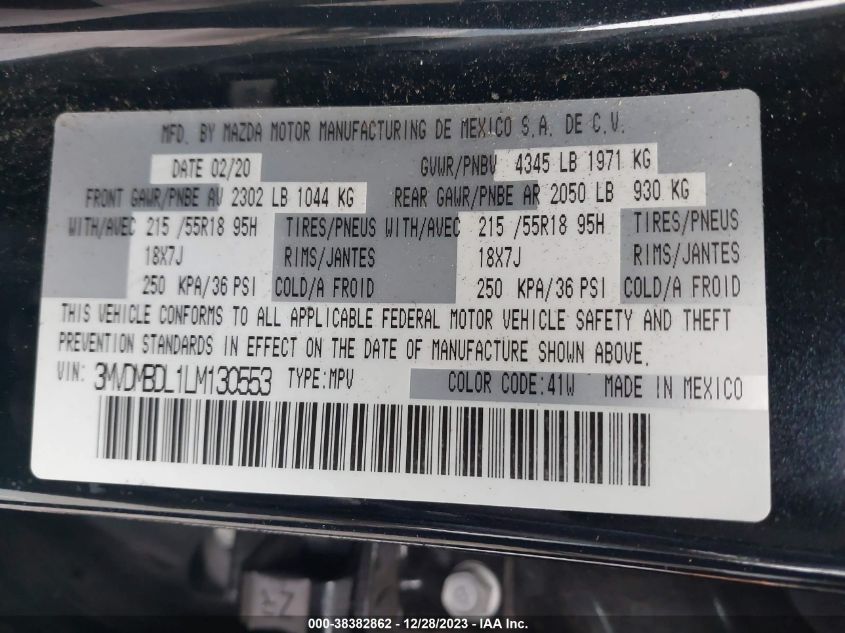 MFD. BY MAZDA MOTOR MANUFACTURING DE MEXICO S.A. DE C.V.
DATE 02/20 GVWR/PNBV 4345 LB 1971 KG
FRONT GAWR/PNBE AV 2302 LB 1044 KG REAR GAWR/PNBE AR 2050 LB 930 KG
WITH/AVEC 215 /55R18 95H TIRES/PNEUS WITH/AVEC 215 /55R18 95H TIRES/PNEUS
18X7J RIMS/JANTES 18X7J RIMS/JANTES
250 KPA/36 PSI COLD/A FROID 250 KPA/36 PSI COLD/A FROID
THIS VEHICLE CONFORMS TO ALL APPLICABLE FEDERAL MOTOR VEHICLE SAFETY AND THEFT
PREVENTION STANDARDS IN EFFECT ON THE DATE OF MANUFACTURE SHOWN ABOVE.
VIN: 3MVDMBDL1LM130553 TYPE:MPV COLOR CODE:41W MADE IN MEXICO
ZR
000-38382862 - 12/28/2023 - IAA Inc.